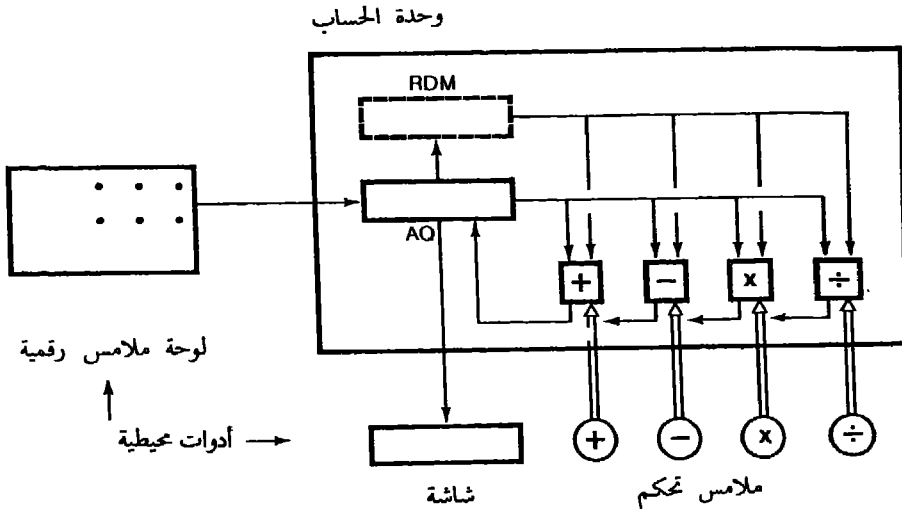 وحدة الحساب
RDM
AQ
+ − x ÷
لوحة ملامس رقمية
أدوات محيطية
+ − x ÷
شاشة
ملامس تحكم